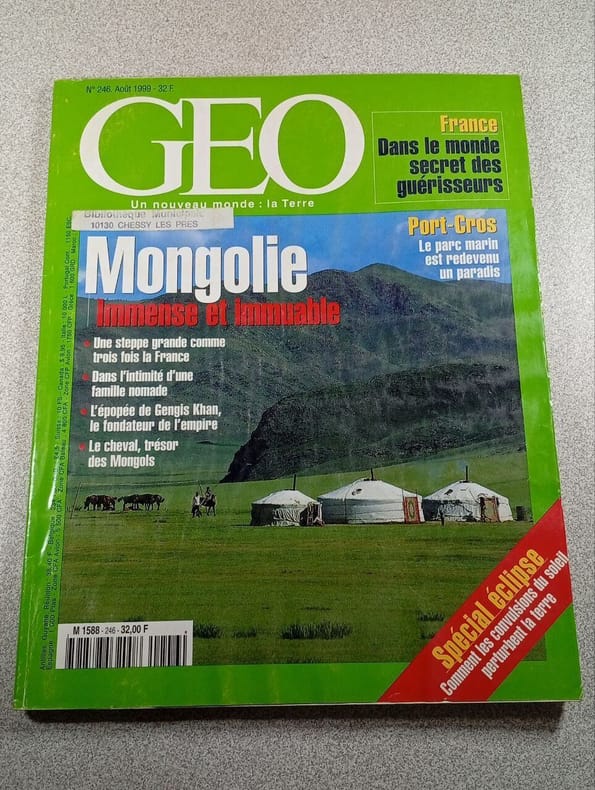 N° 246. Août 1999 - 32 F.
GEO
Un nouveau monde : la Terre
France
Dans le monde
secret des
guérisseurs
Bibliothèque Municipale
10130 CHESSY LES PRES
Port-Cros
Le parc marin
est redevenu
un paradis
Mongolie
Immense et immuable
Une steppe grande comme
trois fois la France
Dans l'intimité d'une
famille nomade
L'épopée de Gengis Khan,
le fondateur de l'empire
Le cheval, trésor
des Mongols
Spécial éclipse
Comment les convulsions du soleil
perturbent la terre
M 1588 - 246 - 32,00 F